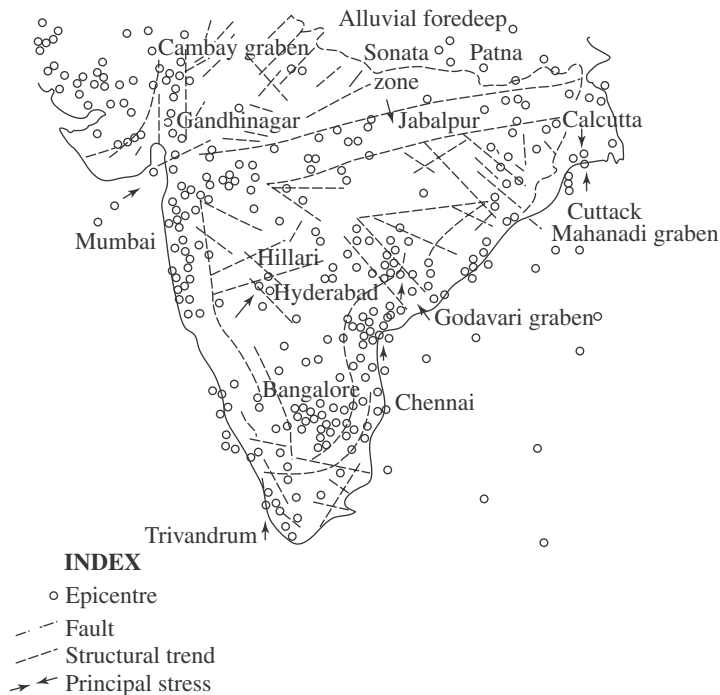 Alluvial foredeep
Cambay graben
Sonata
zone
Patna
Gandhinagar
Jabalpur
Calcutta
Cuttack
Mahanadi graben
Mumbai
Hillari
Hyderabad
Godavari graben
Bangalore
Chennai
Trivandrum
INDEX
Epicentre
Fault
Structural trend
Principal stress